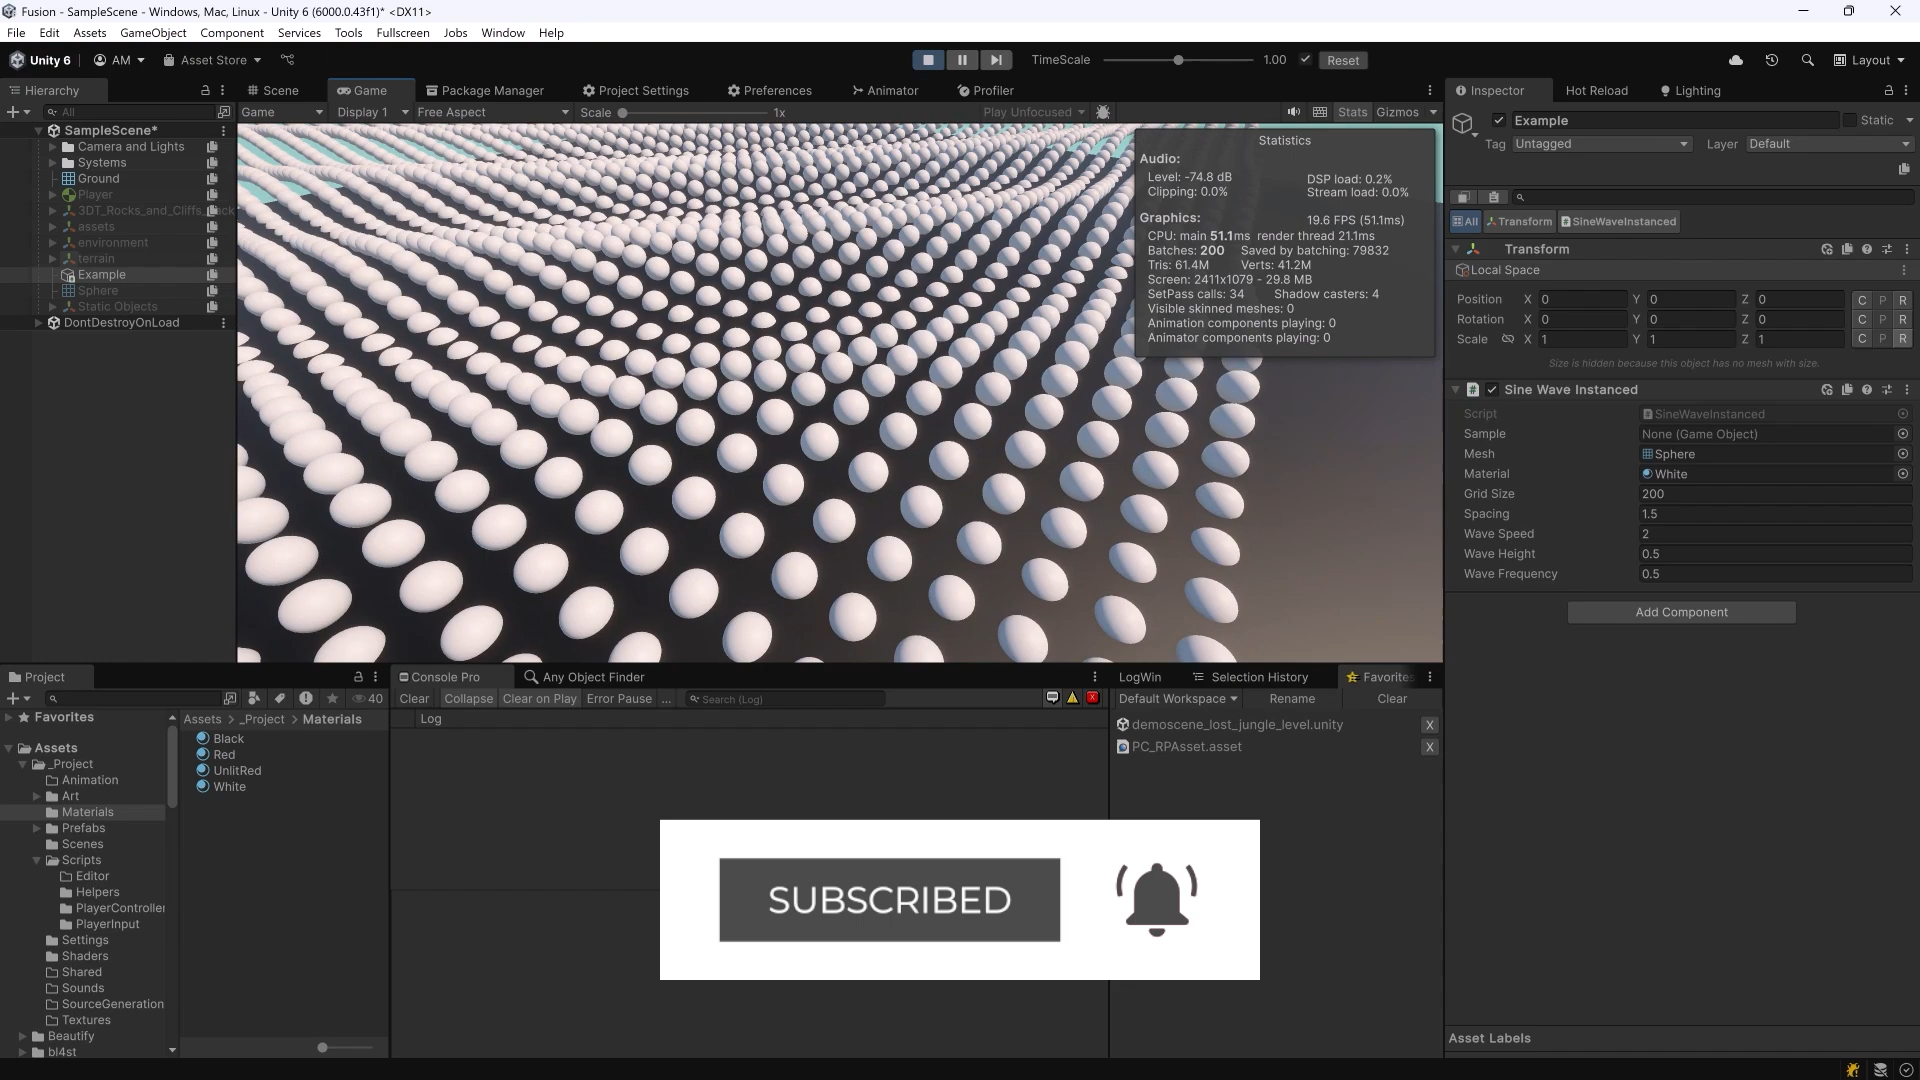 Fusion - SampleScene - Windows, Mac, Linux - Unity 6 (6000.0.43f1)* <DX11>
File Edit Assets GameObject Component Services Tools Fullscreen Jobs Window Help
Unity 6 AM Asset Store TimeScale 1.00 Reset Layout
Hierarchy Scene Game Package Manager Project Settings Preferences Animator Profiler Inspector Hot Reload Lighting
All Game Display 1 Free Aspect Scale 1x Play Unfocused Stats Gizmos
SampleScene*
Camera and Lights
Systems
Ground
Player
3DT_Rocks_and_Cliffs
assets
environment
terrain
Example
Sphere
Static Objects
DontDestroyOnLoad
Statistics
Audio:
Level: -74.8 dB DSP load: 0.2%
Clipping: 0.0% Stream load: 0.0%
Graphics: 19.6 FPS (51.1ms)
CPU: main 51.1ms render thread 21.1ms
Batches: 200 Saved by batching: 79832
Tris: 61.4M Verts: 41.2M
Screen: 2411x1079 - 29.8 MB
SetPass calls: 34 Shadow casters: 4
Visible skinned meshes: 0
Animation components playing: 0
Animator components playing: 0
Example Static
Tag Untagged Layer Default
All Transform SineWaveInstanced
Transform
Local Space
Position X 0 Y 0 Z 0 C P R
Rotation X 0 Y 0 Z 0 C P R
Scale X 1 Y 1 Z 1 C P R
Size is hidden because this object has no mesh with size.
# Sine Wave Instanced
Script SineWaveInstanced
Sample None (Game Object)
Mesh Sphere
Material White
Grid Size 200
Spacing 1.5
Wave Speed 2
Wave Height 0.5
Wave Frequency 0.5
Add Component
Asset Labels
Project
40
Favorites
Assets
_Project
Animation
Art
Materials
Prefabs
Scenes
Scripts
Editor
Helpers
PlayerController
PlayerInput
Settings
Shaders
Shared
Sounds
SourceGeneration
Textures
Beautify
bl4st
Assets > _Project > Materials
Black
Red
UnlitRed
White
Console Pro Any Object Finder
Clear Collapse Clear on Play Error Pause ... Search (Log)
Log
LogWin Selection History Favorites
Default Workspace Rename Clear
demoscene_lost_jungle_level.unity X
PC_RPAsset.asset X
SUBSCRIBED